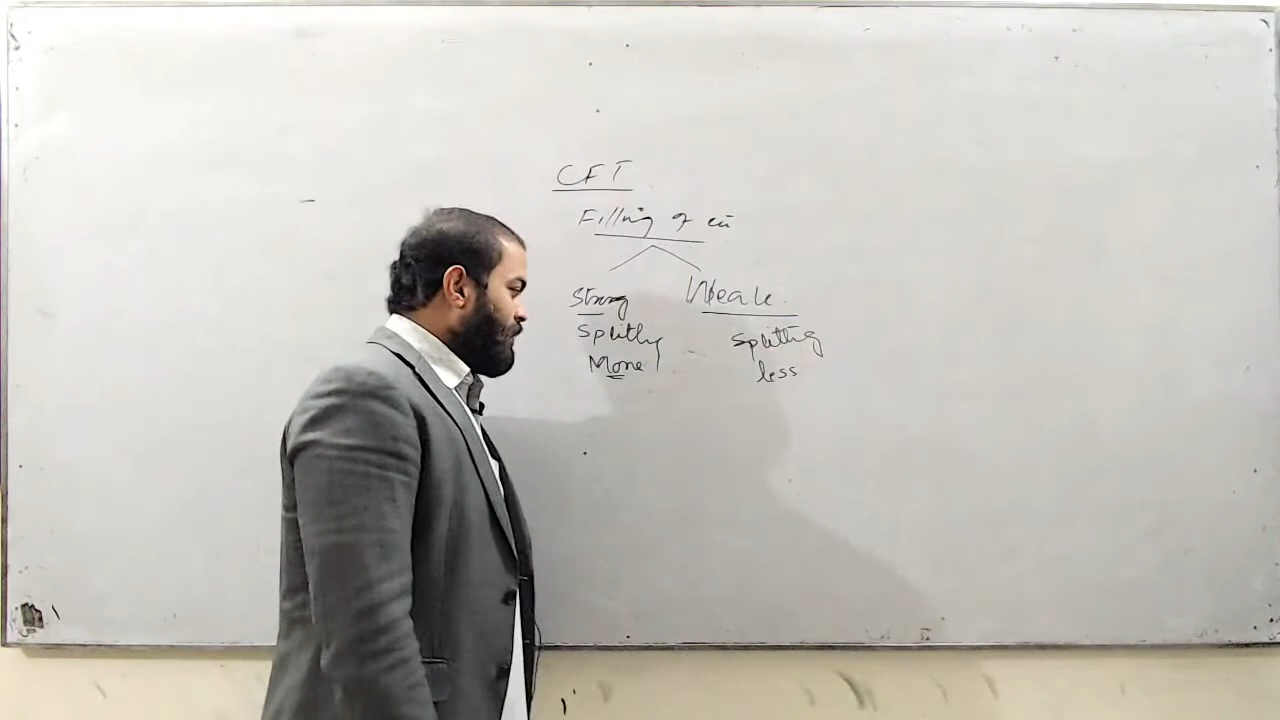 CFT
Filling of
Strong Weak.
Splitting Splitting
More less